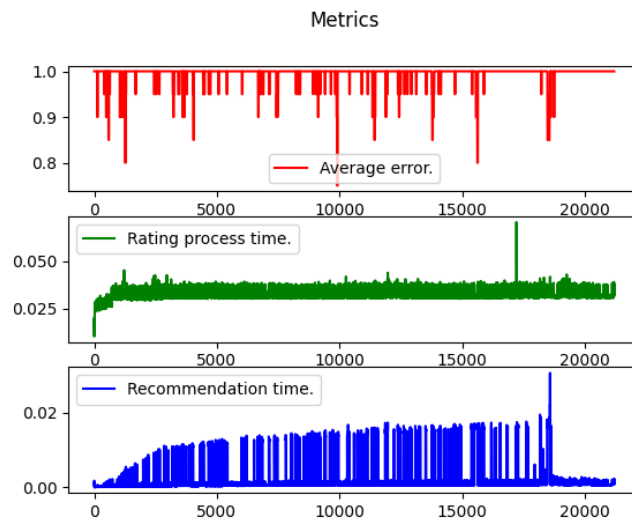 Metrics
1.0
0.9
0.8
Average error.
0 5000 10000 15000 20000
Rating process time.
0.050
0.025
0 5000 10000 15000 20000
Recommendation time.
0.02
0.00
0 5000 10000 15000 20000